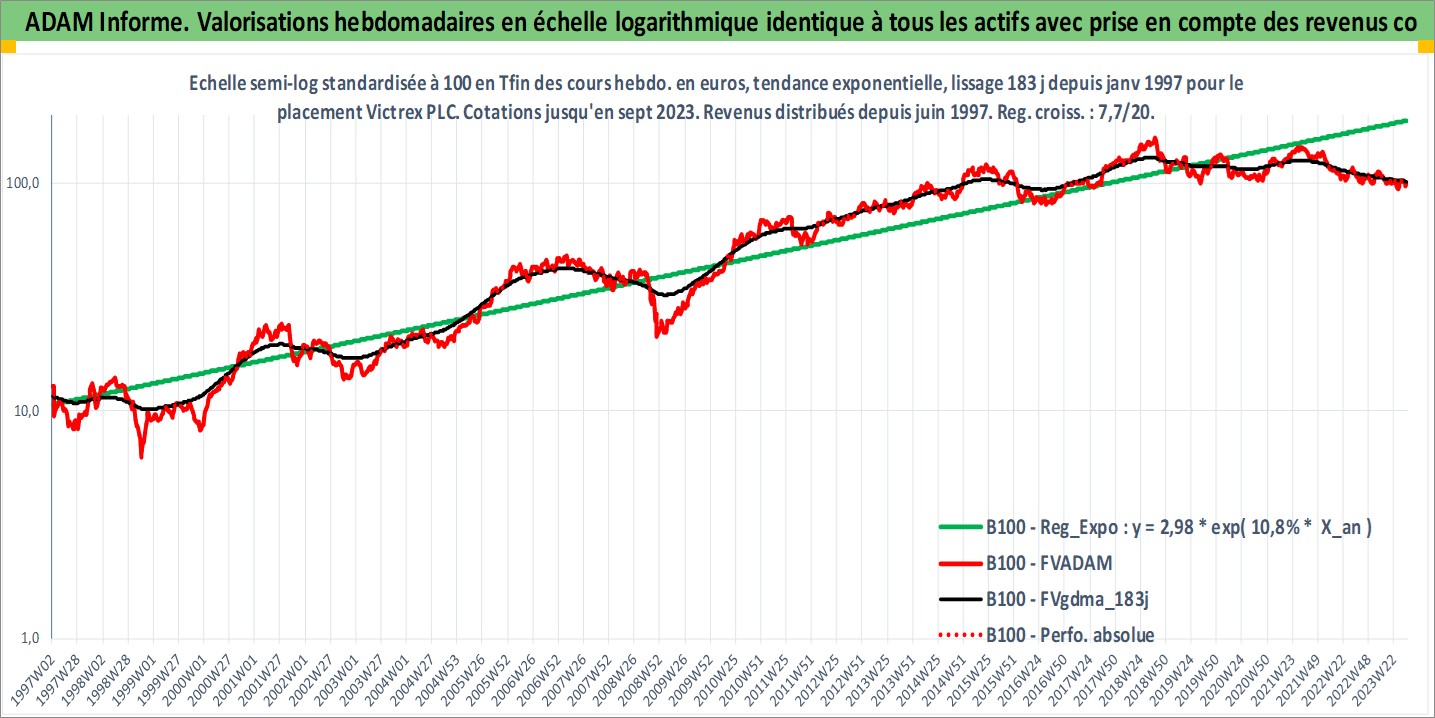 ADAM Informe. Valorisations hebdomadaires en échelle logarithmique identique à tous les actifs avec prise en compte des revenus co
Echelle semi-log standardisée à 100 en Tfin des cours hebdo. en euros, tendance exponentielle, lissage 183 j depuis janv 1997 pour le
placement Victrex PLC. Cotations jusqu'en sept 2023. Revenus distribués depuis juin 1997. Reg. croiss. : 7,7/20.
100,0
10,0
1,0
B100 - Reg_Expo : y = 2,98 * exp( 10,8% * X_an )
B100 - FVADAM
B100 - FVgdma_183j
B100 - Perfo. absolue
1997W02
1997W28
1998W02
1998W28
1999W01
1999W27
2000W01
2000W27
2001W01
2001W27
2002W01
2002W27
2003W01
2003W27
2004W01
2004W27
2004W53
2005W26
2005W52
2006W26
2006W52
2007W26
2007W52
2008W26
2008W52
2009W26
2009W52
2010W25
2010W51
2011W25
2011W51
2012W25
2012W51
2013W25
2013W51
2014W25
2014W51
2015W25
2015W51
2016W24
2016W50
2017W24
2017W50
2018W24
2018W50
2019W24
2019W50
2020W24
2020W50
2021W23
2021W49
2022W22
2022W48
2023W22